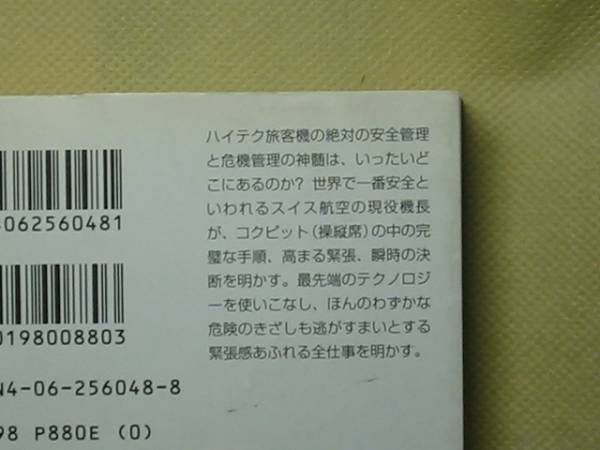 ハイテク旅客機の絶対の安全管理
と危機管理の神髄は、いったいど
こにあるのか? 世界で一番安全と
いわれるスイス航空の現役機長
が、コクピット(操縦席)の中の完
璧な手順、高まる緊張、瞬時の決
断を明かす。最先端のテクノロジ
ーを使いこなし、ほんのわずかな
危険のきざしも逃がすまいとする
緊張感あふれる全仕事を明かす。
4062560481
0198008803
N4-06-256048-8
98 P880E (0)